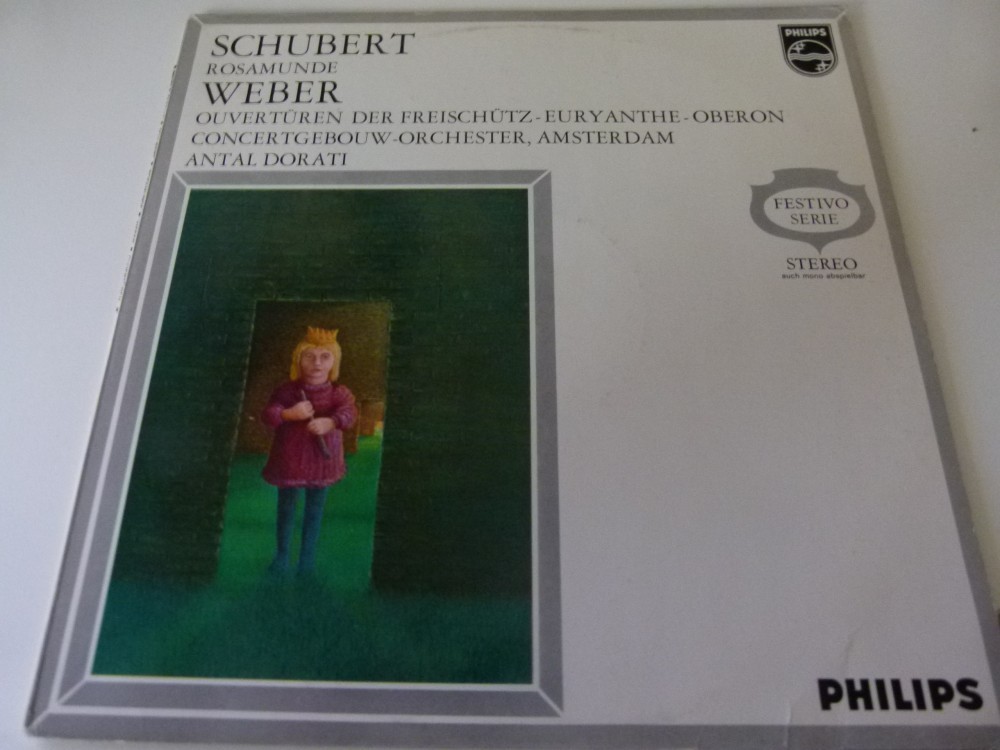 SCHUBERT
ROSAMUNDE
WEBER
OUVERTÜREN DER FREISCHÜTZ-EURYANTHE-OBERON
CONCERTGEBOUW-ORCHESTER, AMSTERDAM
ANTAL DORATI
PHILIPS
FESTIVO
SERIE
STEREO
auch mono abspielbar
PHILIPS